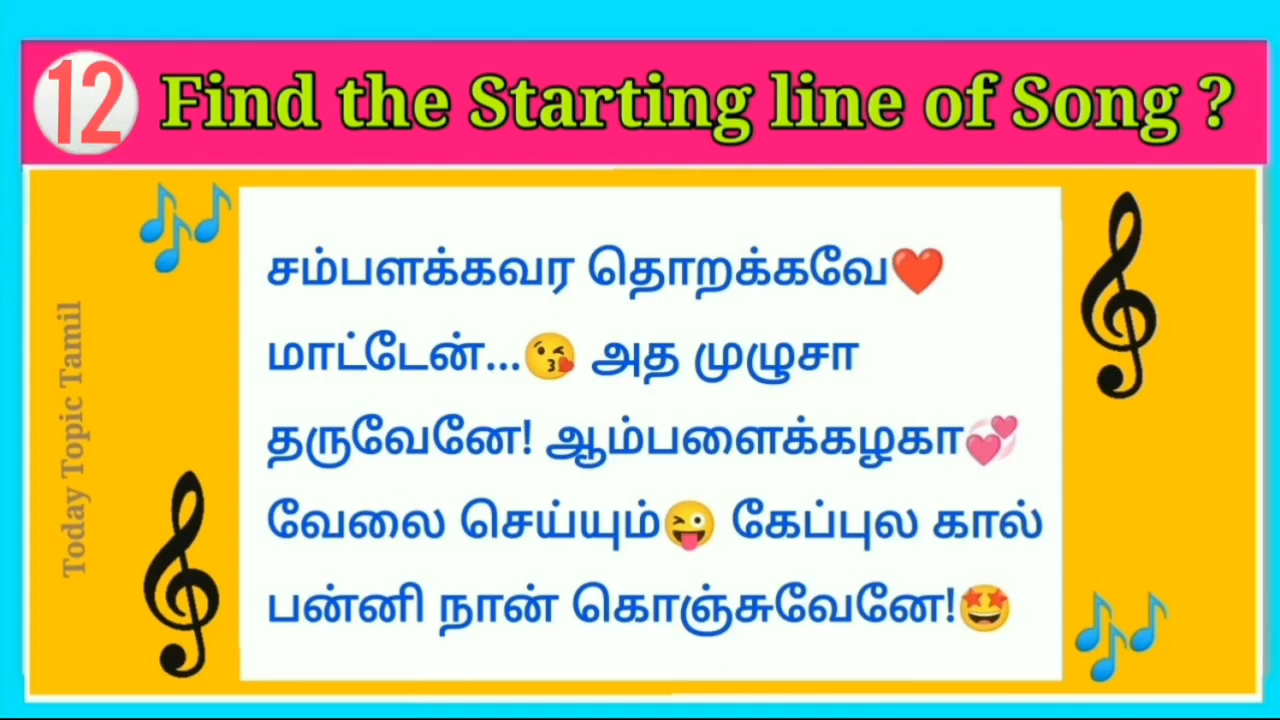 12 Find the Starting line of Song ?
சம்பளக்கவர தொறக்கவே❤️
மாட்டேன்...😘 அத முழுசா
தருவேனே! ஆம்பளைக்கழகா💞
வேலை செய்யும்😜 கேப்புல கால்
பன்னி நான் கொஞ்சுவேனே!🤩
Today Topic Tamil